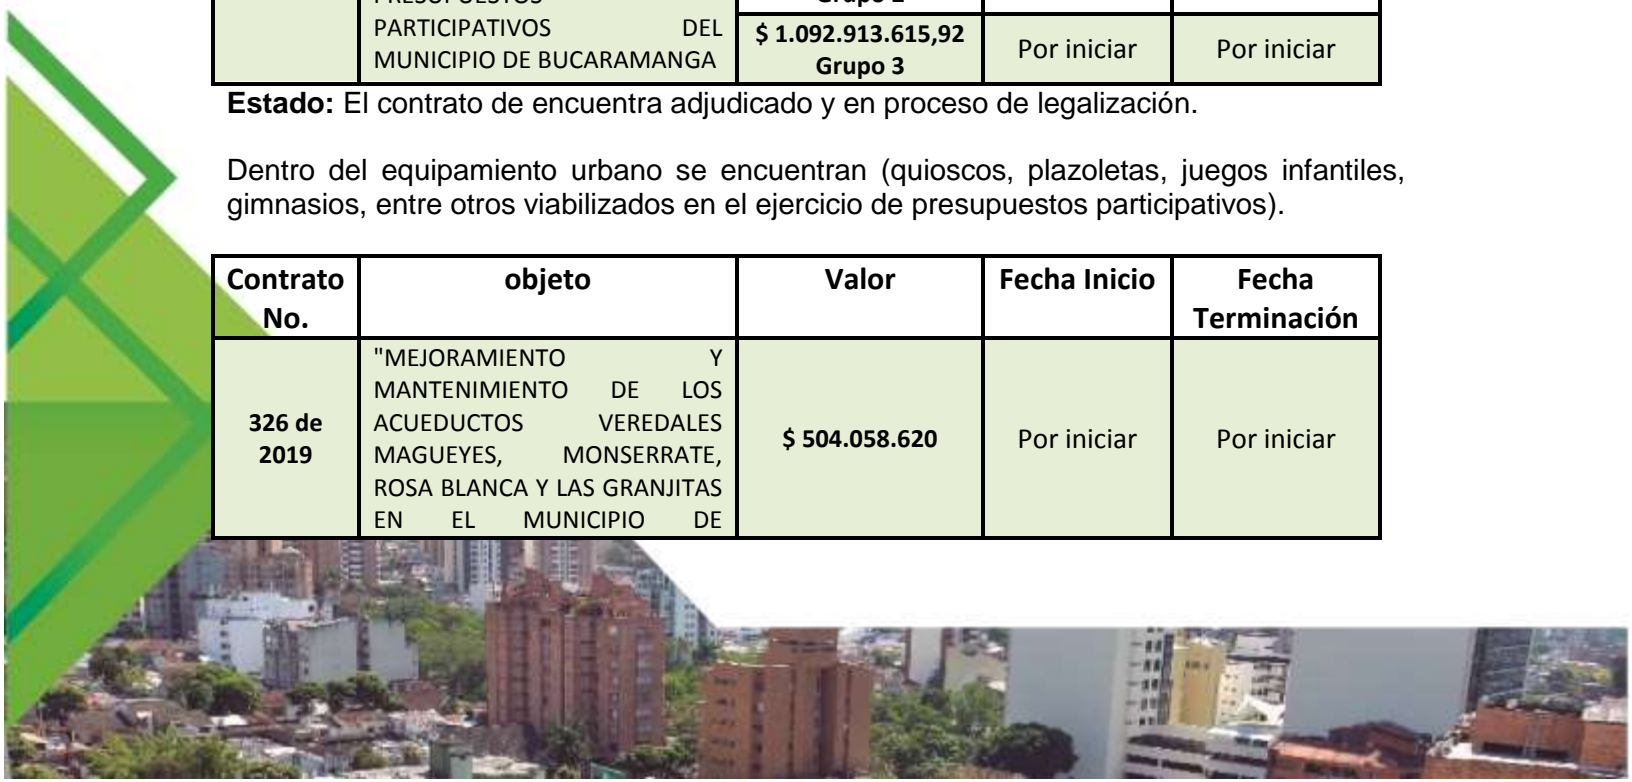 PRESUPUESTOS
PARTICIPATIVOS DEL
MUNICIPIO DE BUCARAMANGA
$ 1.092.913.615,92
Grupo 3
Por iniciar
Por iniciar
Estado: El contrato de encuentra adjudicado y en proceso de legalización.
Dentro del equipamiento urbano se encuentran (quioscos, plazoletas, juegos infantiles,
gimnasios, entre otros viabilizados en el ejercicio de presupuestos participativos).
Contrato
No.
objeto
Valor
Fecha Inicio
Fecha
Terminación
326 de
2019
"MEJORAMIENTO Y
MANTENIMIENTO DE LOS
ACUEDUCTOS VEREDALES
MAGUEYES, MONSERRATE,
ROSA BLANCA Y LAS GRANJITAS
EN EL MUNICIPIO DE
$ 504.058.620
Por iniciar
Por iniciar